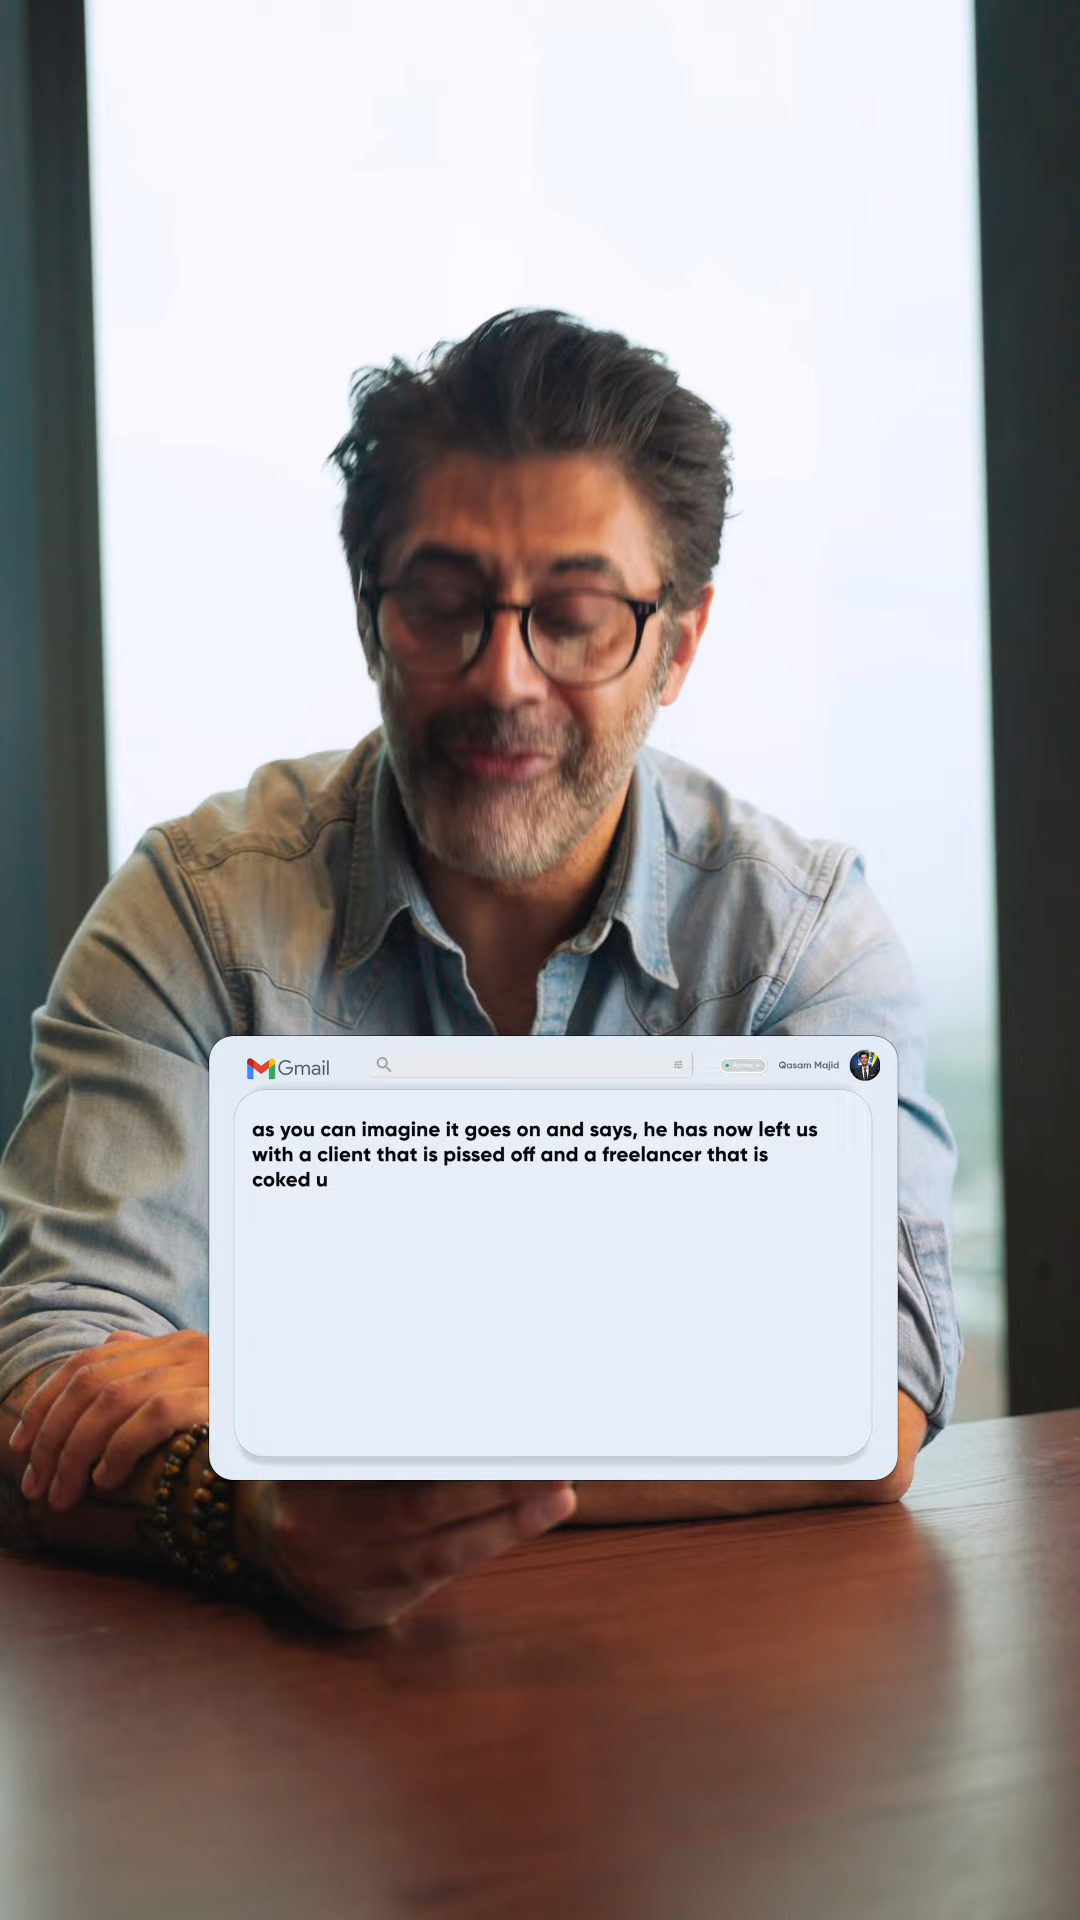 Gmail
Active
Qasam Majid
as you can imagine it goes on and says, he has now left us
with a client that is pissed off and a freelancer that is
coked u